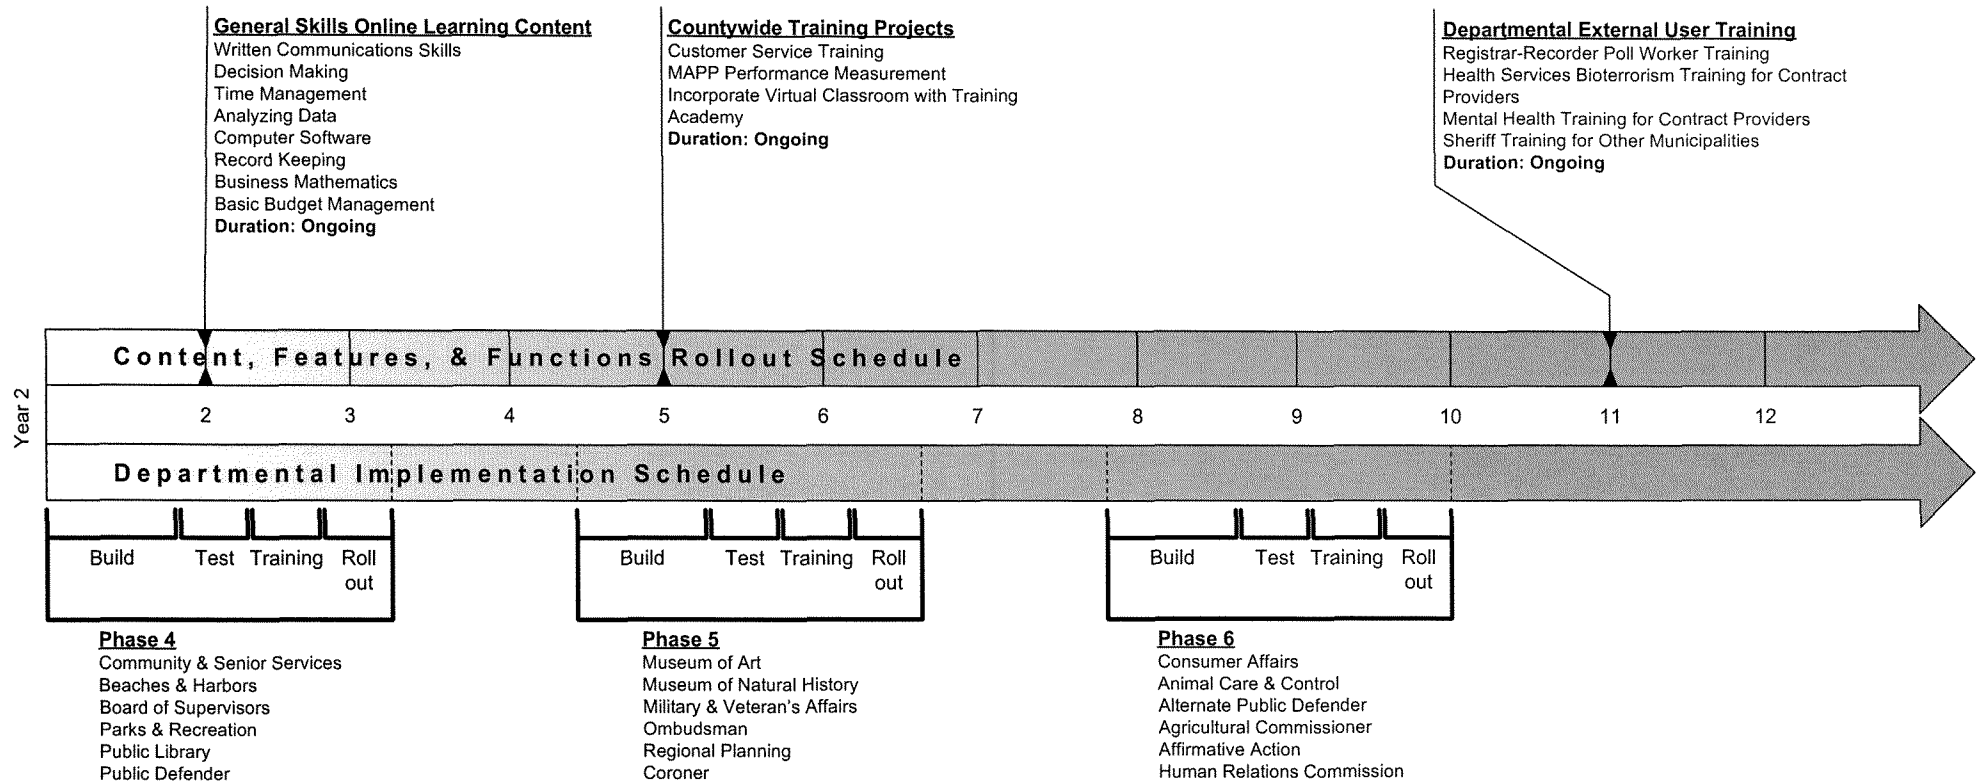 General Skills Online Learning Content
Written Communications Skills
Decision Making
Time Management
Analyzing Data
Computer Software
Record Keeping
Business Mathematics
Basic Budget Management
Duration: Ongoing
Countywide Training Projects
Customer Service Training
MAPP Performance Measurement
Incorporate Virtual Classroom with Training
Academy
Duration: Ongoing
Departmental External User Training
Registrar-Recorder Poll Worker Training
Health Services Bioterrorism Training for Contract
Providers
Mental Health Training for Contract Providers
Sheriff Training for Other Municipalities
Duration: Ongoing
Content, Features, & Functions Rollout Schedule
Year 2
2 3 4 5 6 7 8 9 10 11 12
Departmental Implementation Schedule
Build Test Training Roll
out
Build Test Training Roll
out
Build Test Training Roll
out
Phase 4
Community & Senior Services
Beaches & Harbors
Board of Supervisors
Parks & Recreation
Public Library
Public Defender
Phase 5
Museum of Art
Museum of Natural History
Military & Veteran's Affairs
Ombudsman
Regional Planning
Coroner
Phase 6
Consumer Affairs
Animal Care & Control
Alternate Public Defender
Agricultural Commissioner
Affirmative Action
Human Relations Commission